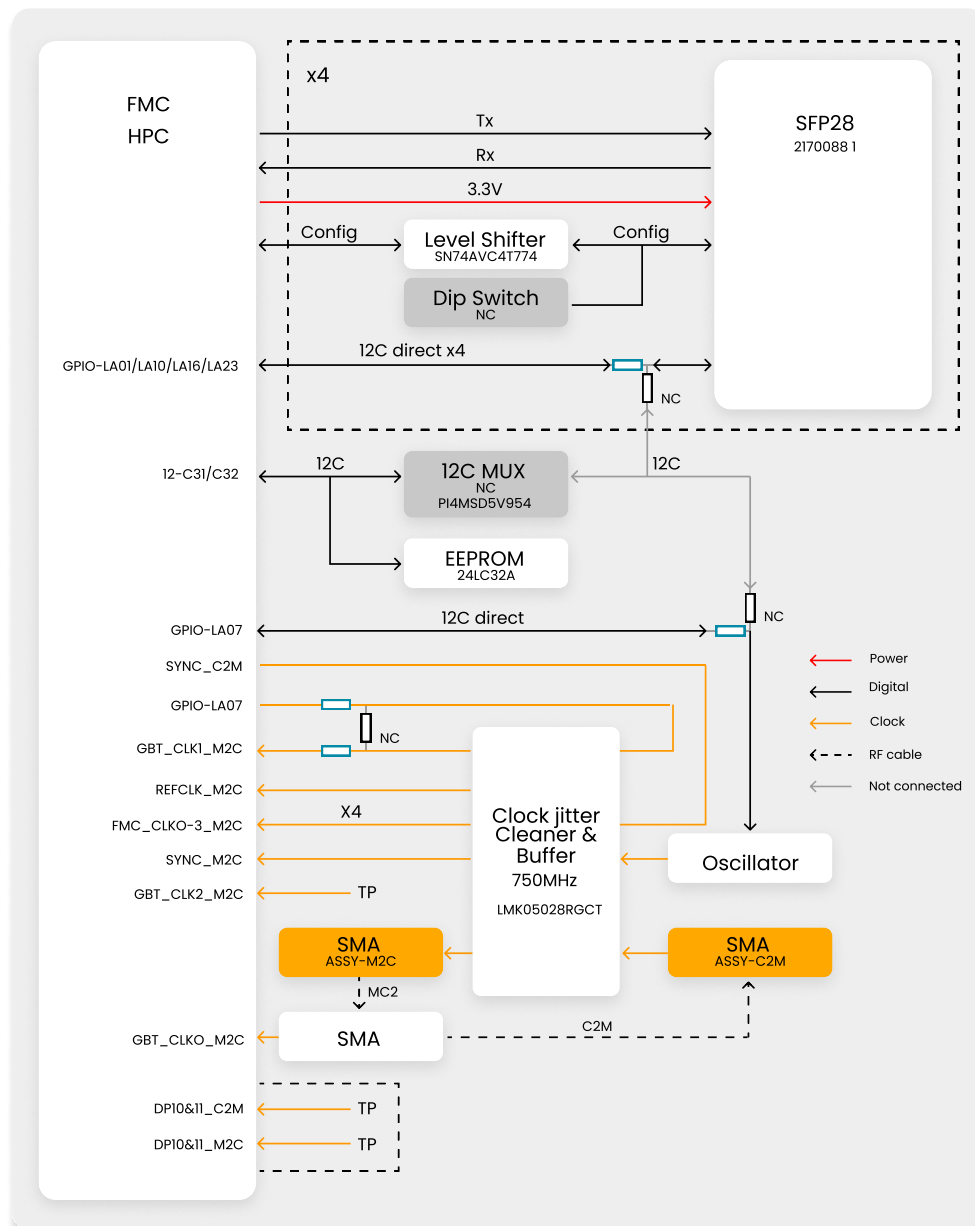 x4
FMC
HPC
Tx
SFP28
2170088 1
Rx
3.3V
Config
Level Shifter
SN74AVC4T774
Config
Dip Switch
NC
12C direct x4
GPIO-LA01/LA10/LA16/LA23
NC
12C
12-C31/C32
12C MUX
NC
PI4MSD5V954
12C
EEPROM
24LC32A
NC
12C direct
GPIO-LA07
SYNC_C2M
Power
Digital
Clock
RF cable
Not connected
GPIO-LA07
NC
GBT_CLK1_M2C
REFCLK_M2C
X4
FMC_CLKO-3_M2C
SYNC_M2C
GBT_CLK2_M2C
TP
Clock jitter
Cleaner &
Buffer
750MHz
LMK05028RGCT
Oscillator
SMA
ASSY-M2C
SMA
ASSY-C2M
MC2
C2M
GBT_CLKO_M2C
SMA
DP10&11_C2M
TP
DP10&11_M2C
TP